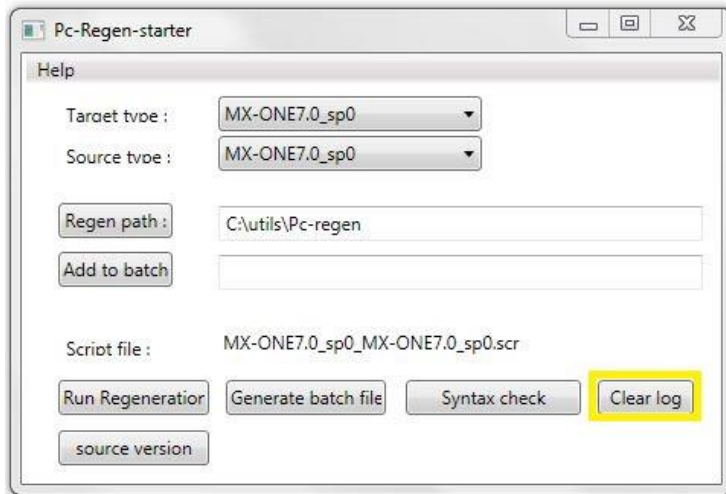 Pc-Regen-starter
Help
Target type :
MX-ONE7.0_sp0
Source type :
MX-ONE7.0_sp0
Regen path :
C:\utils\Pc-regen
Add to batch
Script file :
MX-ONE7.0_sp0_MX-ONE7.0_sp0.scr
Run Regeneration
Generate batch file
Syntax check
Clear log
source version